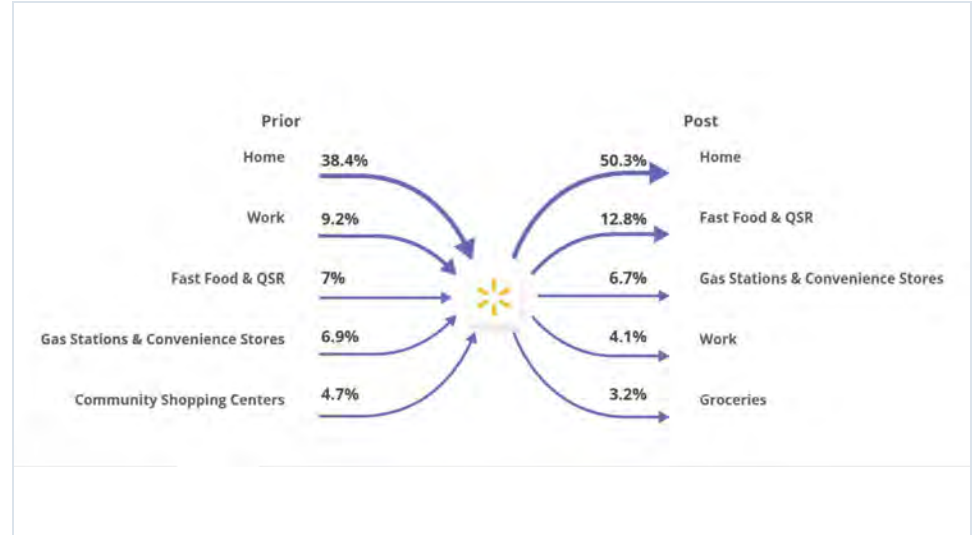 Prior
Home 38.4%
Work 9.2%
Fast Food & QSR 7%
Gas Stations & Convenience Stores 6.9%
Community Shopping Centers 4.7%
Post
50.3% Home
12.8% Fast Food & QSR
6.7% Gas Stations & Convenience Stores
4.1% Work
3.2% Groceries